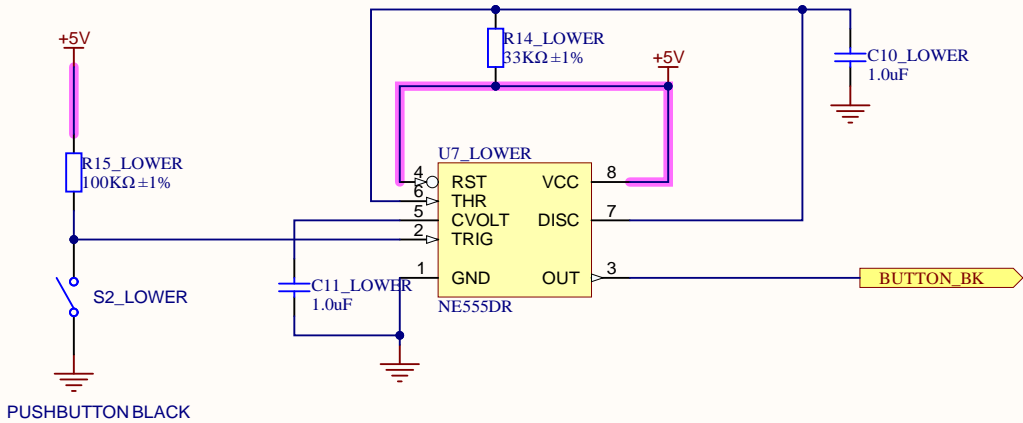 +5V
R14_LOWER
33KΩ ±1%
+5V
C10_LOWER
1.0uF
R15_LOWER
100KΩ ±1%
U7_LOWER
4
RST
VCC
8
6
THR
5
CVOLT
DISC
7
2
TRIG
1
GND
OUT
3
BUTTON_BK
C11_LOWER
1.0uF
S2_LOWER
NE555DR
PUSHBUTTON BLACK